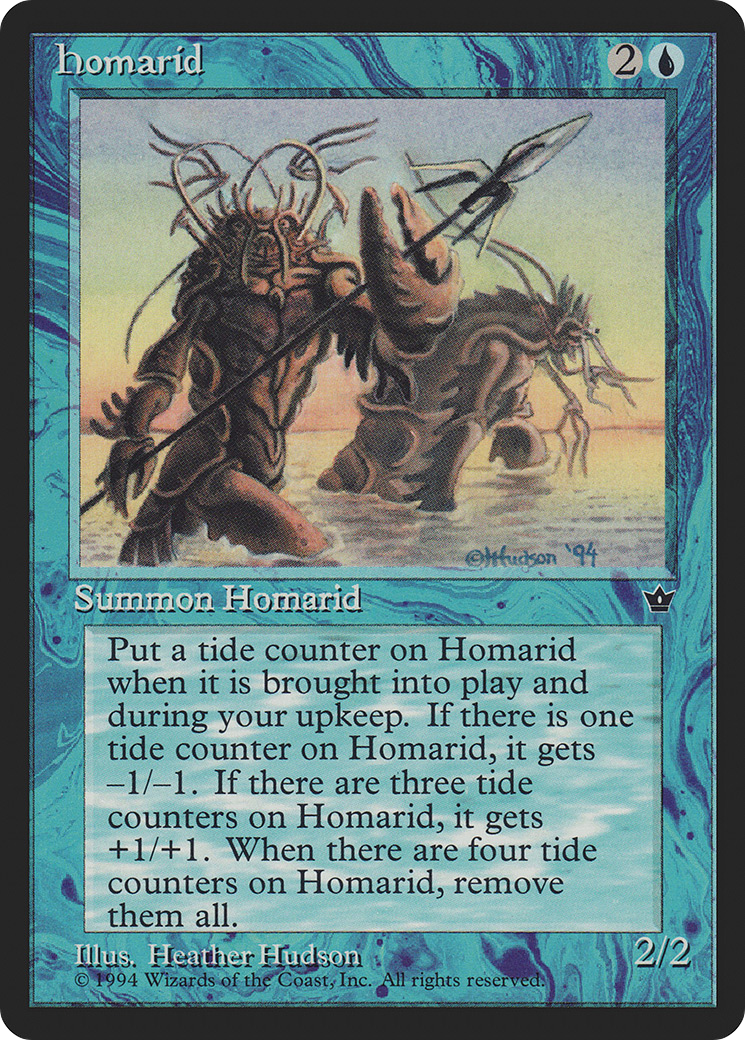 Homarid 2
©HHudson '94
Summon Homarid
Put a tide counter on Homarid
when it is brought into play and
during your upkeep. If there is one
tide counter on Homarid, it gets
–1/–1. If there are three tide
counters on Homarid, it gets
+1/+1. When there are four tide
counters on Homarid, remove
them all.
Illus. Heather Hudson 2/2
© 1994 Wizards of the Coast, Inc. All rights reserved.